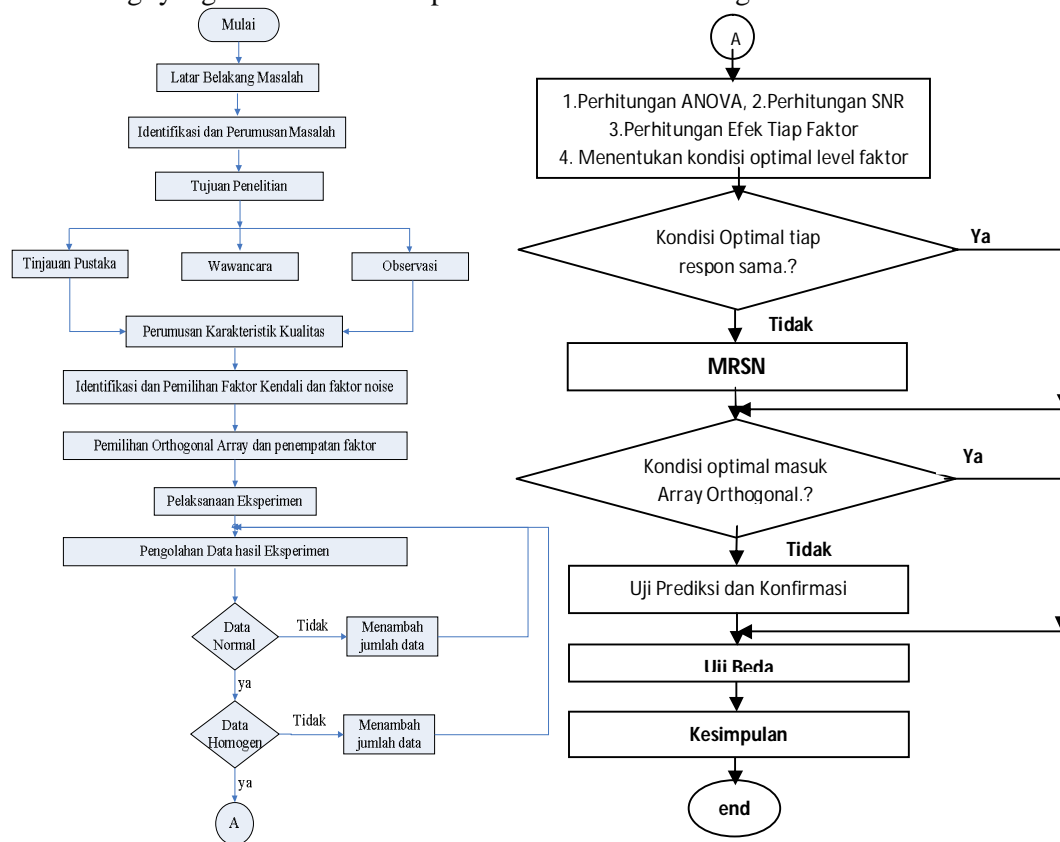 Mulai
Latar Belakang Masalah
Identifikasi dan Perumusan Masalah
Tujuan Penelitian
Tinjauan Pustaka
Wawancara
Observasi
Perumusan Karakteristik Kualitas
Identifikasi dan Pemilihan Faktor Kendali dan faktor noise
Pemilihan Orthogonal Array dan penempatan faktor
Pelaksanaan Eksperimen
Pengolahan Data hasil Eksperimen
Data
Normal
Tidak
Menambah
jumlah data
ya
Data
Homogen
Tidak
Menambah
jumlah data
ya
A
A
1.Perhitungan ANOVA, 2.Perhitungan SNR
3.Perhitungan Efek Tiap Faktor
4. Menentukan kondisi optimal level faktor
Kondisi Optimal tiap
respon sama.?
Ya
Tidak
MRSN
Kondisi optimal masuk
Array Orthogonal.?
Ya
Tidak
Uji Prediksi dan Konfirmasi
Uji Beda
Kesimpulan
end